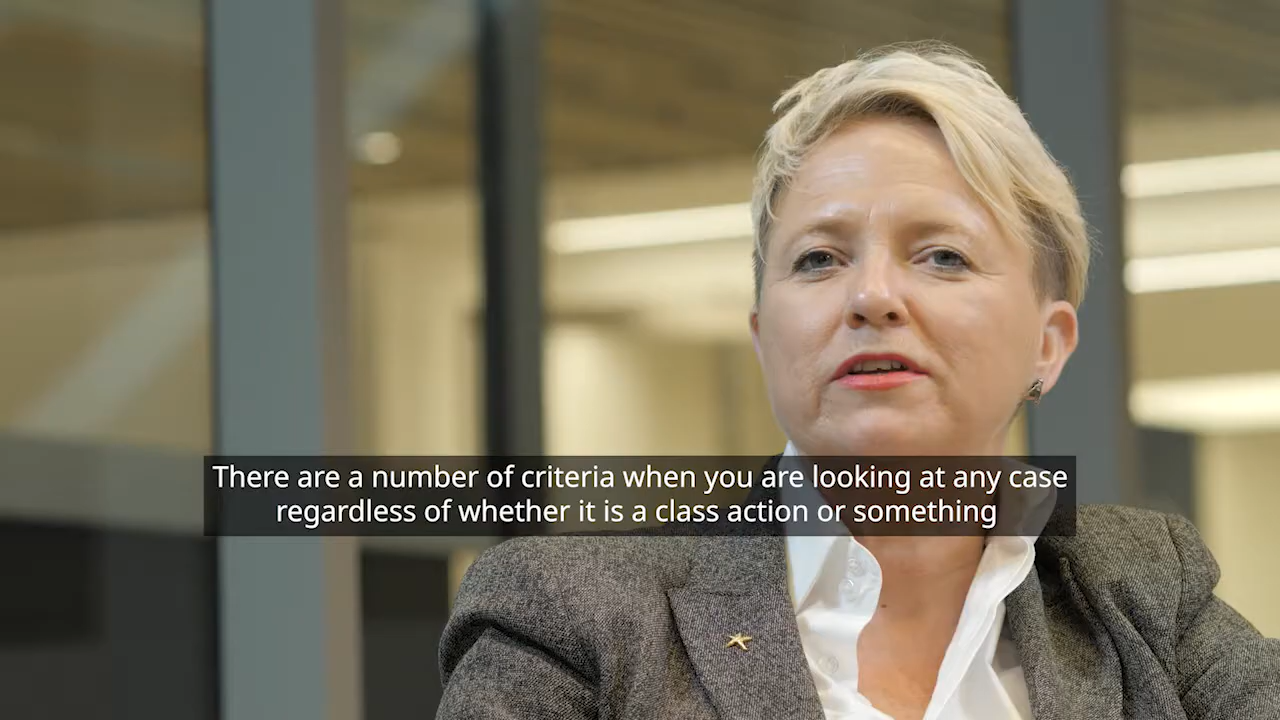 There are a number of criteria when you are looking at any case
regardless of whether it is a class action or something